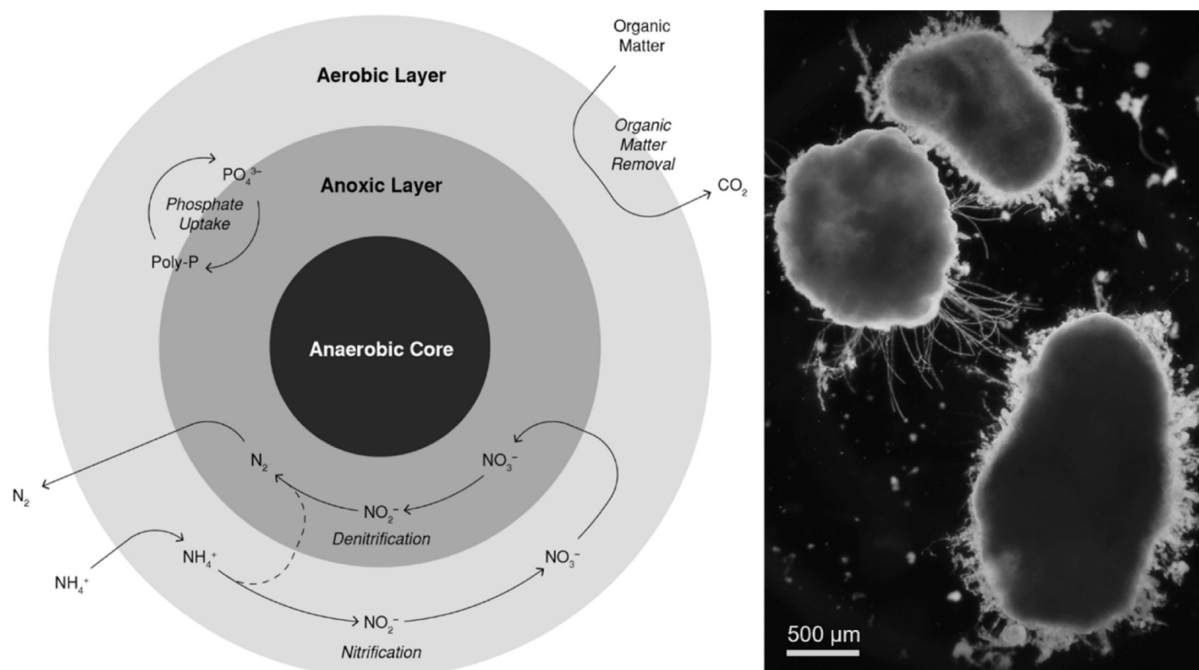 Organic
Matter
Aerobic Layer
Organic
Matter
Removal
PO₄³⁻
Anoxic Layer
CO₂
Phosphate
Uptake
Poly-P
Anaerobic Core
N₂
NO₃⁻
N₂
NO₂⁻
Denitrification
NH₄⁺
NO₃⁻
NH₄⁺
NO₂⁻
Nitrification
500 µm